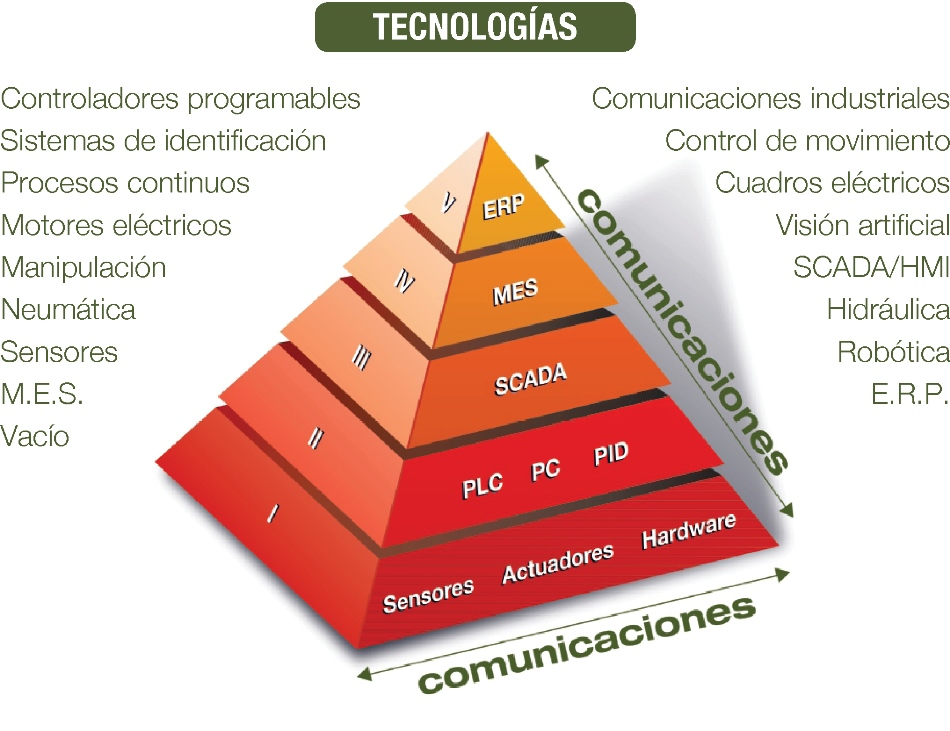 TECNOLOGÍAS
Controladores programables
Sistemas de identificación
Procesos continuos
Motores eléctricos
Manipulación
Neumática
Sensores
M.E.S.
Vacío
Comunicaciones industriales
Control de movimiento
Cuadros eléctricos
Visión artificial
SCADA/HMI
Hidráulica
Robótica
E.R.P.
V ERP
IV MES
III SCADA
II PLC PC PID
I Sensores Actuadores Hardware
comunicaciones
comunicaciones